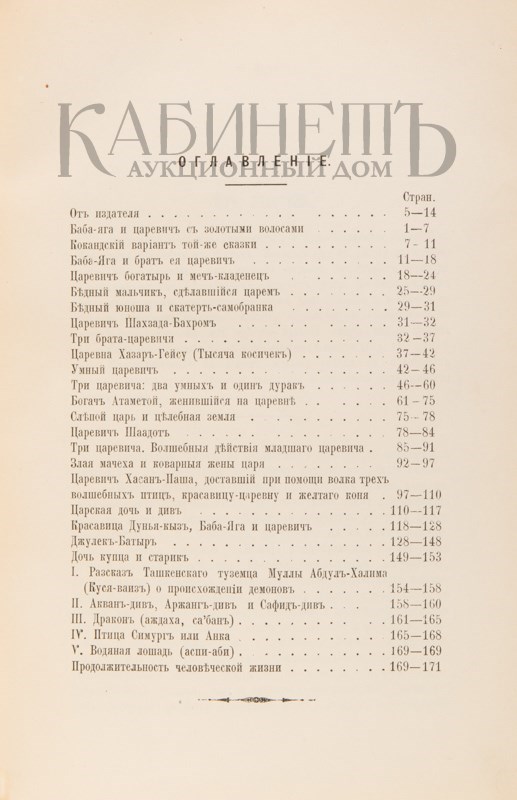 КАБИНЕТЪ
АУКЦИОННЫЙ ДОМ
ОГЛАВЛЕНІЕ.
Стран.
Отъ издателя . . . . . . . . . . . . . . . 5—14
Баба-яга и царевичъ съ золотыми волосами . . . . . 1—7
Кокандскій варіантъ той-же сказки . . . . . . . . 7-11
Баба-Яга и братъ ея царевичъ . . . . . . . . 11—18
Царевичъ богатырь и мечъ-кладенецъ . . . . . . 18—24
Бѣдный мальчикъ, сдѣлавшійся царемъ . . . . . . . 25—29
Бѣдный юноша и скатерть-самобранка . . . . . . 29—31
Царевичъ Шахзада-Бахромъ . . . . . . . . . . 31—32
Три брата-царевичи . . . . . . . . . . . . 32-37
Царевна Хазаръ-Гейсу (Тысяча косичекъ) . . . . . . 37—42
Умный царевичъ . . . . . . . . . . . . . 42-46
Три царевича: два умныхъ и одинъ дуракъ . . . . . 46-60
Богачъ Атаметой, женившійся на царевнѣ . . . . . 61-75
Слѣпой царь и цѣлебная земля . . . . . . . . 75-78
Царевичъ Шаадотъ . . . . . . . . . . . . 78—84
Три царевича. Волшебныя дѣйствія младшаго царевича . 85—91
Злая мачеха и коварныя жены царя . . . . . . . 92-97
Царевичъ Хасанъ-Паша, доставшій при помощи волка трехъ
волшебныхъ птицъ, красавицу-царевну и желтаго коня . 97—110
Царская дочь и дивъ . . . . . . . . . . . 110—117
Красавица Дунья-кызъ, Баба-Яга и царевичъ . . . . . 118—128
Джулекъ-Батыръ . . . . . . . . . . . . . 128—148
Дочь купца и старикъ . . . . . . . . . . . 149—153
I. Разсказъ Ташкенскаго туземца Муллы Абдулъ-Халима
(Куся-ваизъ) о происхожденіи демоновъ . . . . . . 154—158
II. Акванъ-дивъ, Аржангъ-дивъ и Сафидъ-дивъ . . . 158—160
III. Драконъ (аждаха, са'банъ) . . . . . . . . . 161—165
IV. Птица Симургъ или Анка . . . . . . . . . 165—168
V. Водяная лошадь (аспи-аби) . . . . . . . . . 169—169
Продолжительность человѣческой жизни . . . . . . . 169—171